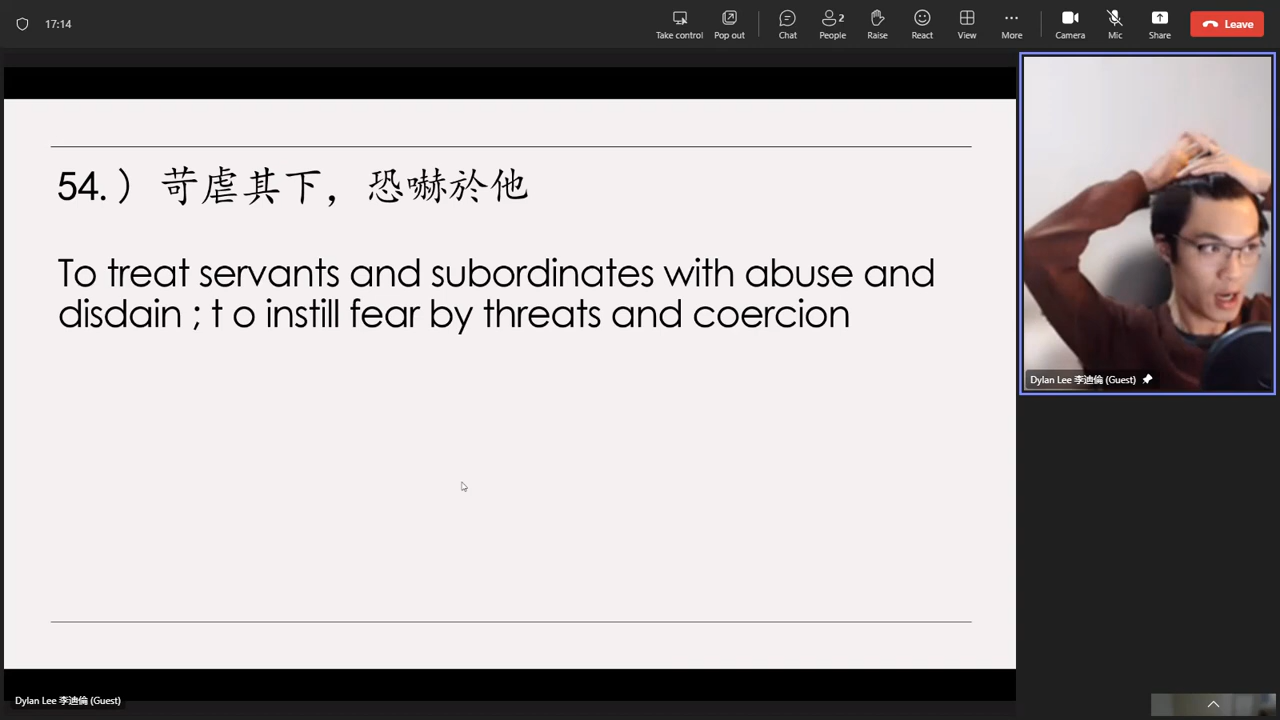 17:14
Take control
Pop out
Chat
2
People
Raise
React
View
More
Camera
Mic
Share
Leave
54.） 苛虐其下，恐嚇於他
To treat servants and subordinates with abuse and
disdain ; t o instill fear by threats and coercion
Dylan Lee 李迪倫 (Guest)
Dylan Lee 李迪倫 (Guest)